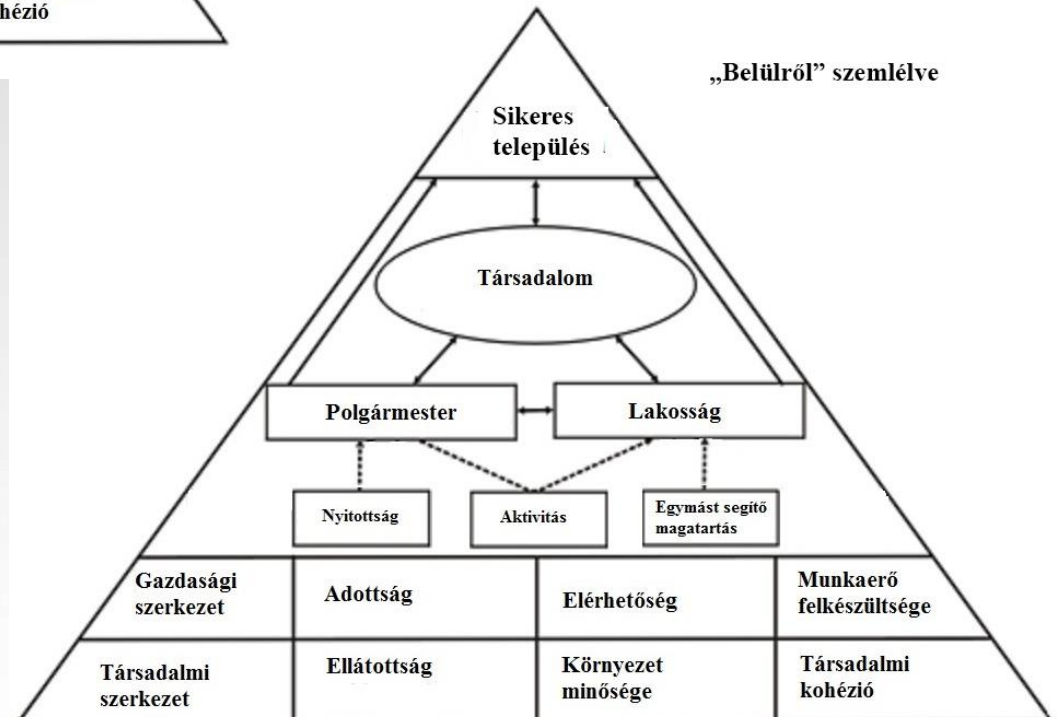 hézió
„Belülről” szemlélve
Sikeres
település
Társadalom
Polgármester
Lakosság
Nyitottság
Aktivitás
Egymást segítő
magatartás
Gazdasági
szerkezet
Adottság
Elérhetőség
Munkaerő
felkészültsége
Társadalmi
szerkezet
Ellátottság
Környezet
minősége
Társadalmi
kohézió